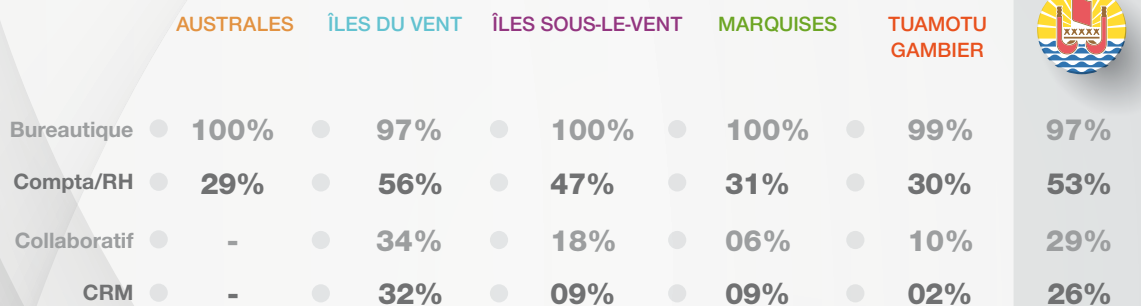 AUSTRALES ÎLES DU VENT ÎLES SOUS-LE-VENT MARQUISES TUAMOTU GAMBIER
Bureautique 100% 97% 100% 100% 99% 97%
Compta/RH 29% 56% 47% 31% 30% 53%
Collaboratif - 34% 18% 06% 10% 29%
CRM - 32% 09% 09% 02% 26%